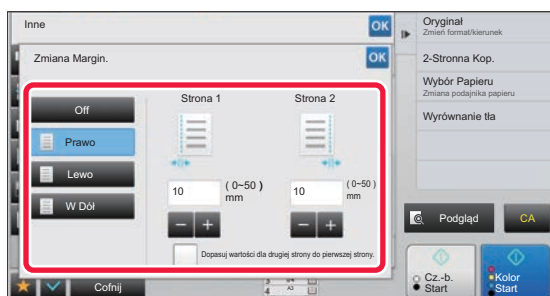 Inne
OK
Zmiana Margin.
OK
Off
Prawo
Lewo
W Dół
Strona 1
Strona 2
10
( 0~50 )
mm
10
( 0~50 )
mm
Dopasuj wartości dla drugiej strony do pierwszej strony.
Cofnij
A3
Oryginał
Zmień format/kierunek
2-Stronna Kop.
Wybór Papieru
Zmiana podajnika papieru
Wyrównanie tła
Podgląd
CA
Cz.-b.
Start
Kolor
Start